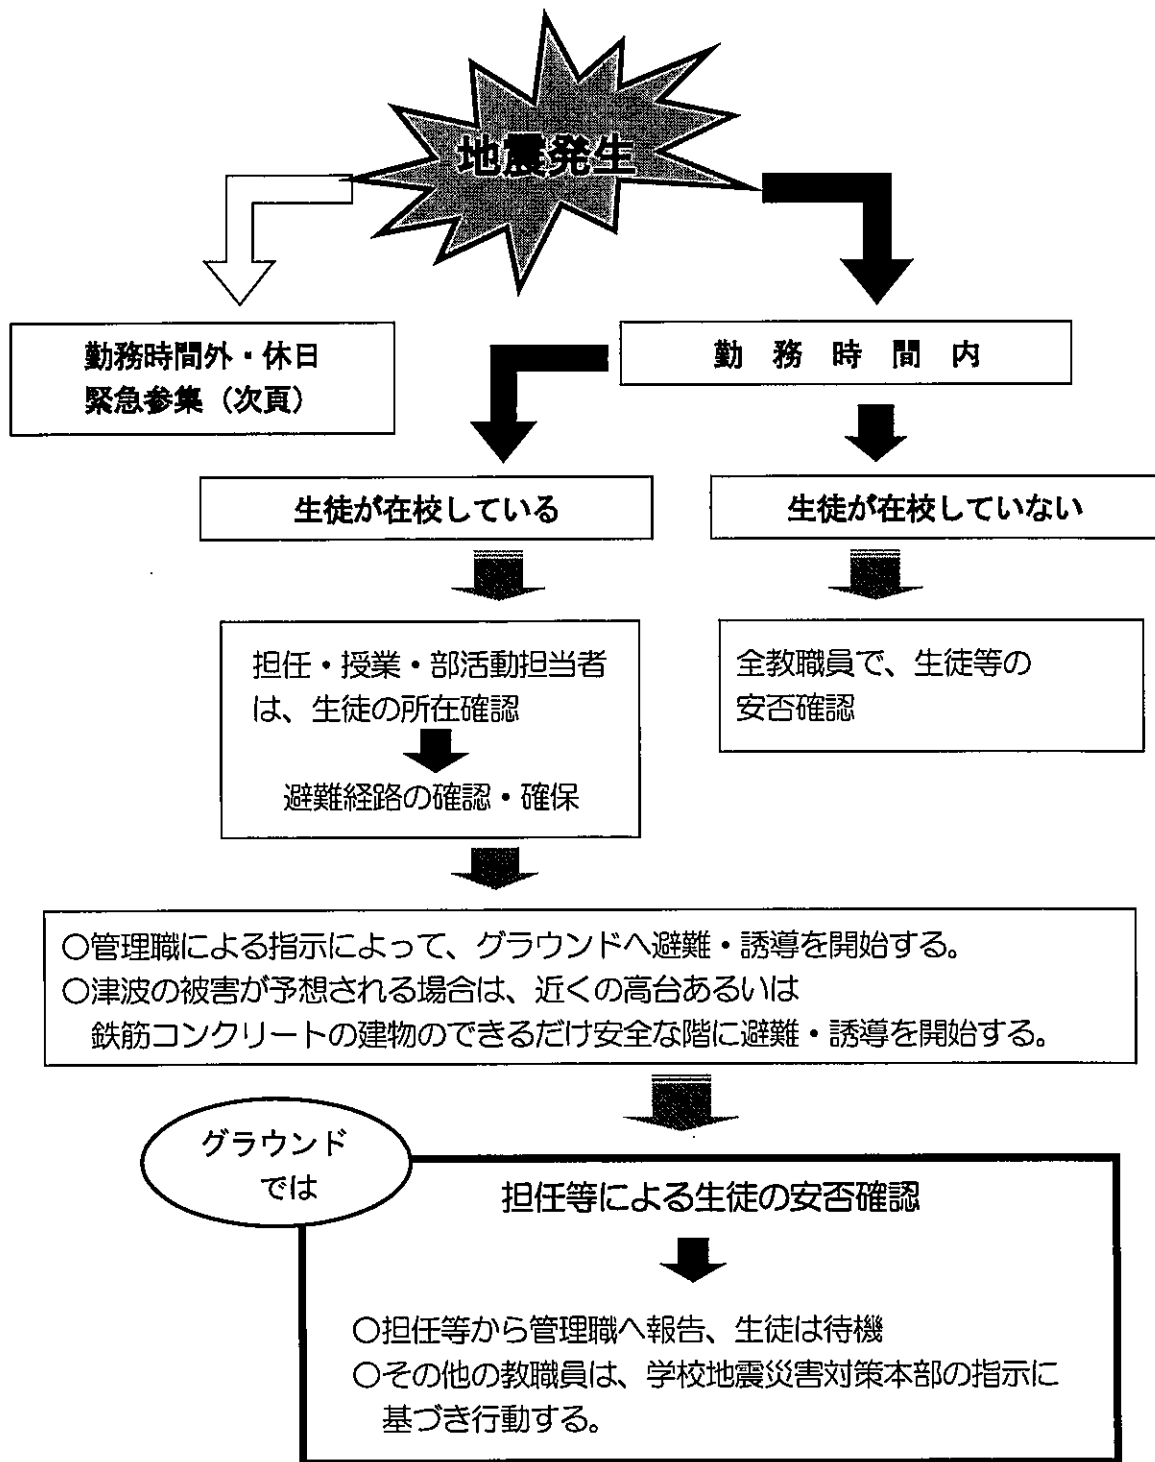 地震発生
勤務時間外・休日
緊急参集（次頁）
勤務時間内
生徒が在校している
生徒が在校していない
担任・授業・部活動担当者
は、生徒の所在確認
避難経路の確認・確保
全教職員で、生徒等の
安否確認
○管理職による指示によって、グラウンドへ避難・誘導を開始する。
○津波の被害が予想される場合は、近くの高台あるいは
鉄筋コンクリートの建物のできるだけ安全な階に避難・誘導を開始する。
グラウンド
では
担任等による生徒の安否確認
○担任等から管理職へ報告、生徒は待機
○その他の教職員は、学校地震災害対策本部の指示に
基づき行動する。